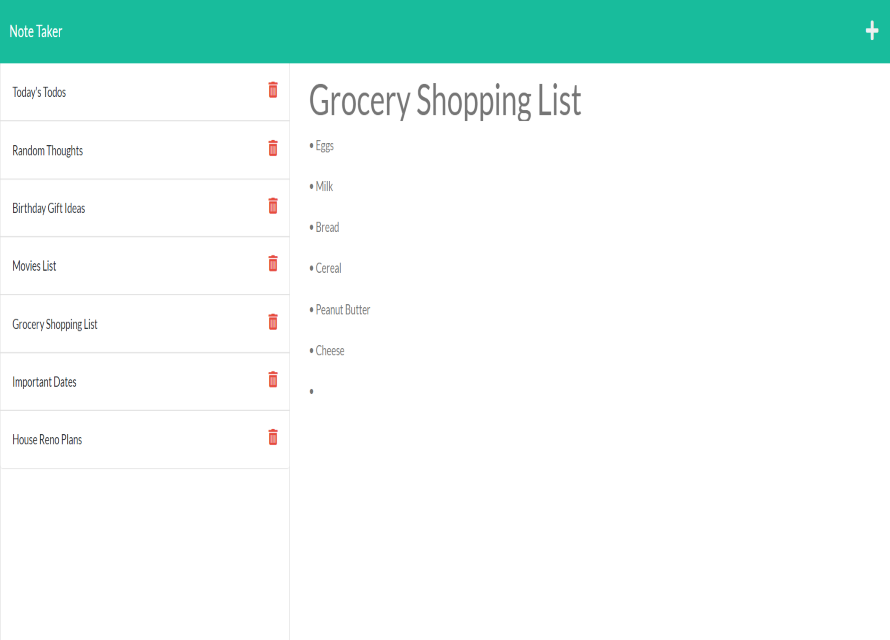 Note Taker
Today's Todos
Random Thoughts
Birthday Gift Ideas
Movies List
Grocery Shopping List
Important Dates
House Reno Plans
Grocery Shopping List
• Eggs
• Milk
• Bread
• Cereal
• Peanut Butter
• Cheese
•